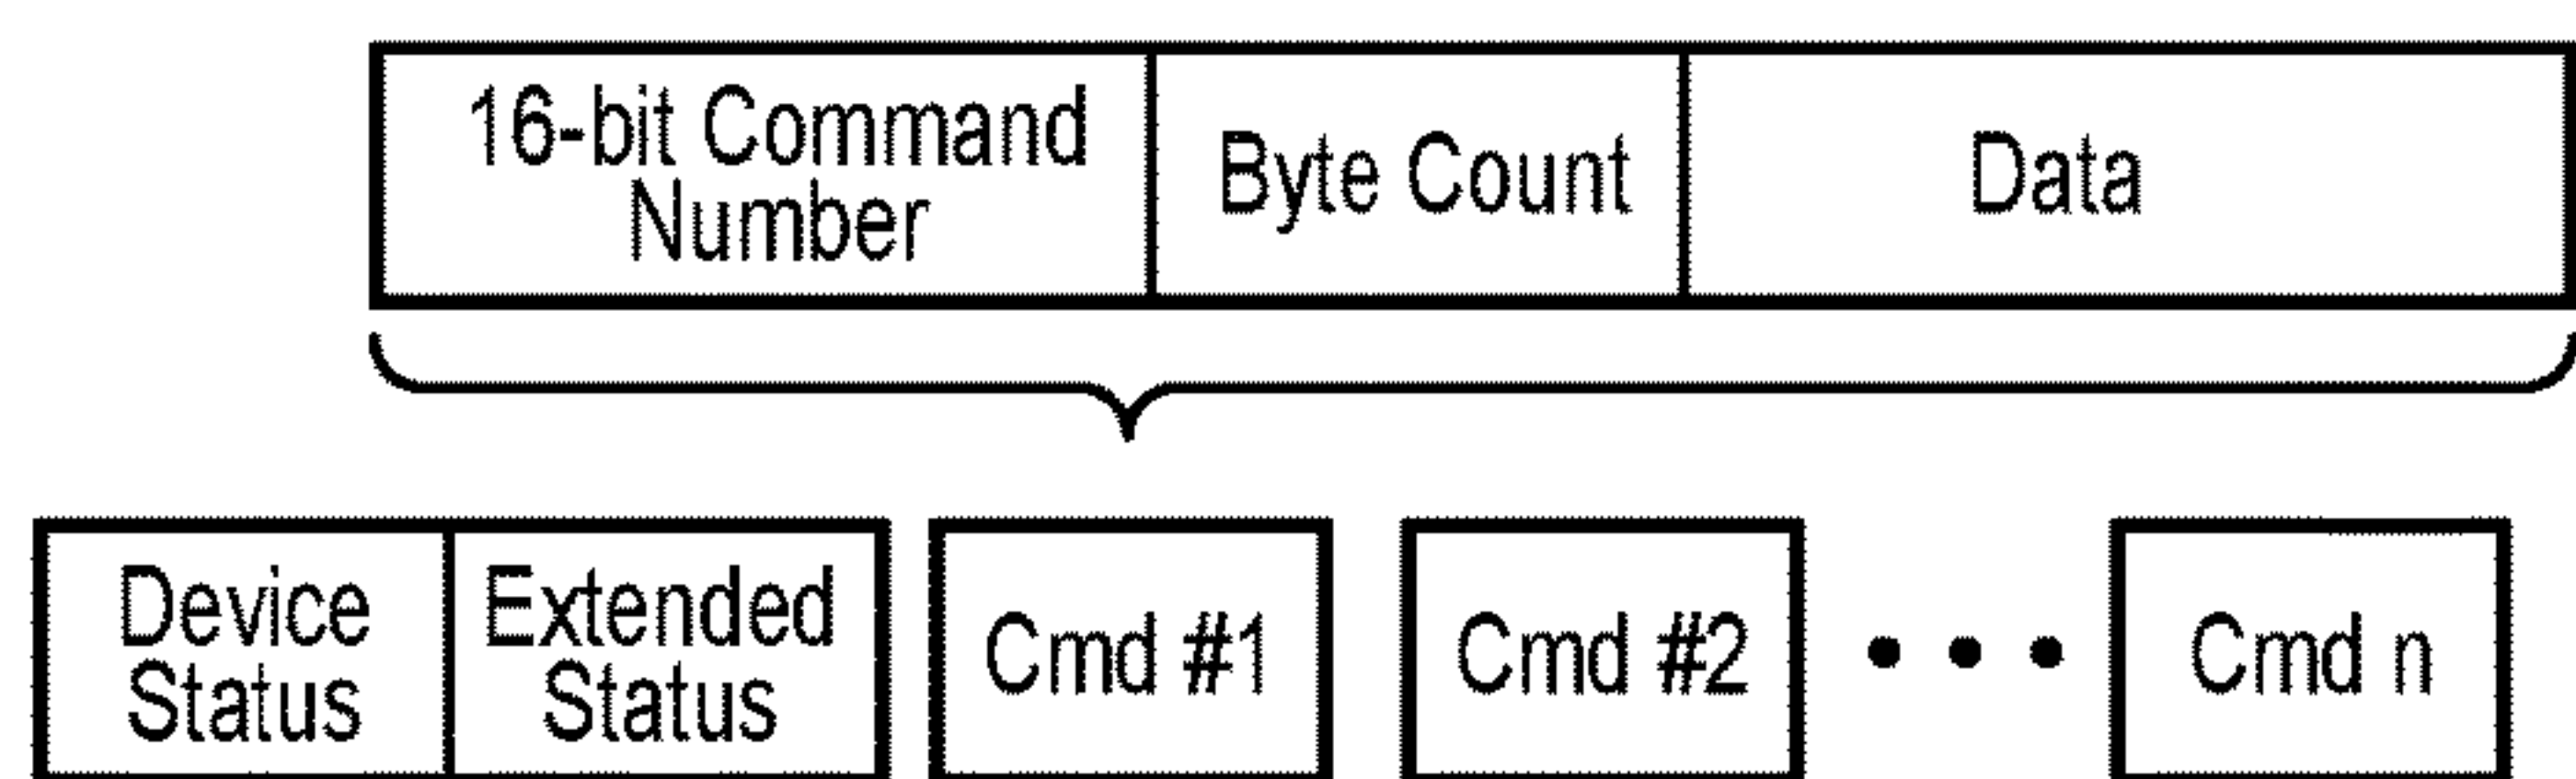 16-bit Command
Number
Byte Count
Data
Device
Status
Extended
Status
Cmd #1
Cmd #2
• • •
Cmd n